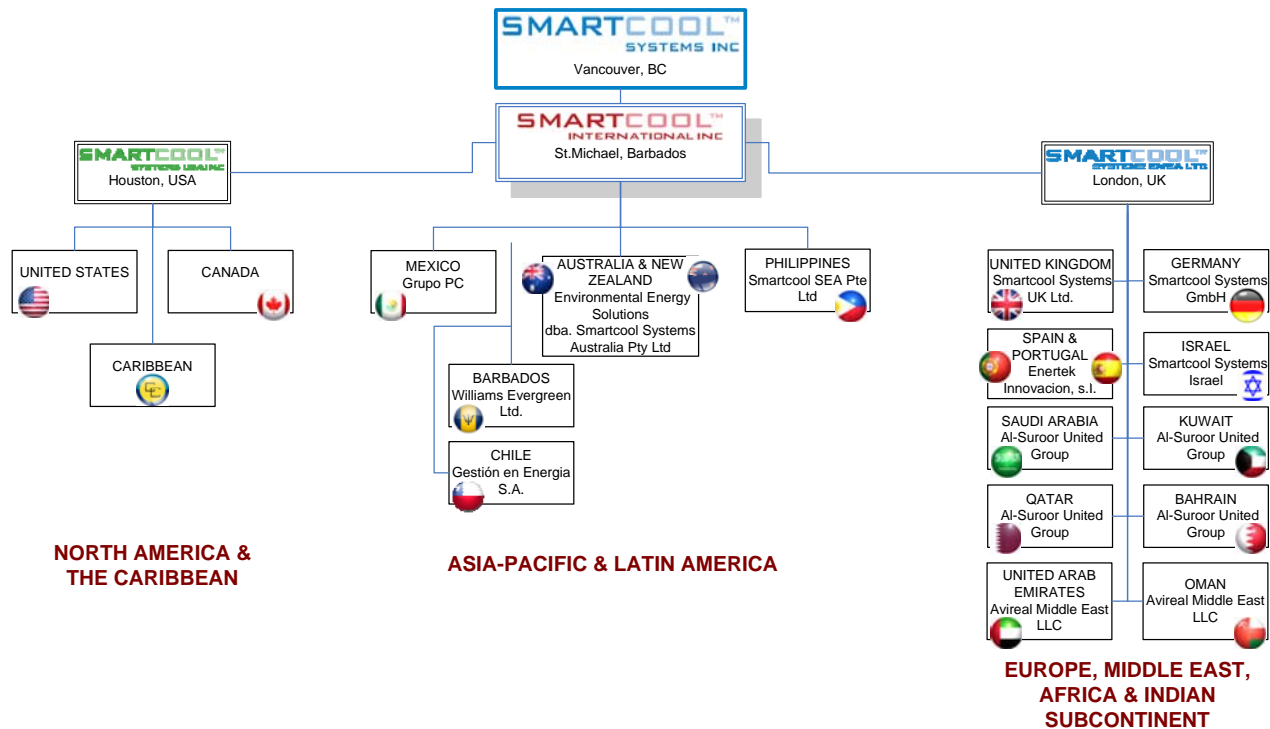 SMARTCOOL™
SYSTEMS INC
Vancouver, BC
SMARTCOOL™
INTERNATIONAL INC
St.Michael, Barbados
SMARTCOOL™
SYSTEMS USA INC
Houston, USA
SMARTCOOL™
SYSTEMS EMEA LTD
London, UK
UNITED STATES
CANADA
CARIBBEAN
MEXICO
Grupo PC
AUSTRALIA & NEW
ZEALAND
Environmental Energy
Solutions
dba. Smartcool Systems
Australia Pty Ltd
PHILIPPINES
Smartcool SEA Pte
Ltd
BARBADOS
Williams Evergreen
Ltd.
CHILE
Gestión en Energia
S.A.
UNITED KINGDOM
Smartcool Systems
UK Ltd.
GERMANY
Smartcool Systems
GmbH
SPAIN &
PORTUGAL
Enertek
Innovacion, s.l.
ISRAEL
Smartcool Systems
Israel
SAUDI ARABIA
Al-Suroor United
Group
KUWAIT
Al-Suroor United
Group
QATAR
Al-Suroor United
Group
BAHRAIN
Al-Suroor United
Group
UNITED ARAB
EMIRATES
Avireal Middle East
LLC
OMAN
Avireal Middle East
LLC
NORTH AMERICA &
THE CARIBBEAN
ASIA-PACIFIC & LATIN AMERICA
EUROPE, MIDDLE EAST,
AFRICA & INDIAN
SUBCONTINENT